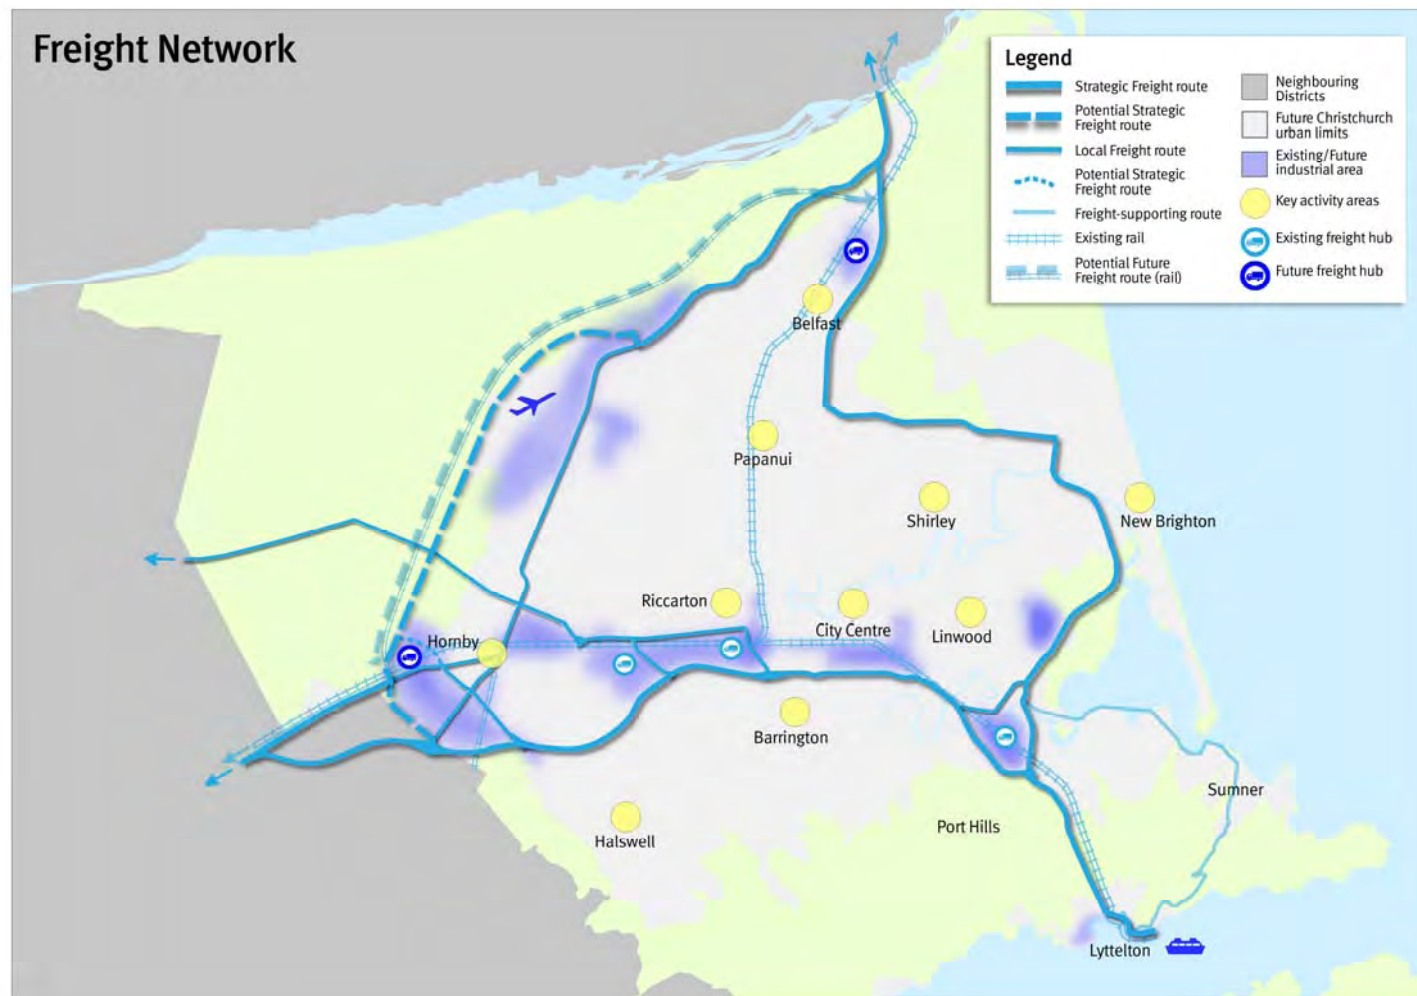 Freight Network
Legend
Strategic Freight route
Potential Strategic
Freight route
Local Freight route
Potential Strategic
Freight route
Freight-supporting route
Existing rail
Potential Future
Freight route (rail)
Neighbouring
Districts
Future Christchurch
urban limits
Existing/Future
industrial area
Key activity areas
Existing freight hub
Future freight hub
Belfast
Papanui
Shirley
New Brighton
Riccarton
City Centre
Linwood
Hornby
Barrington
Sumner
Port Hills
Halswell
Lyttelton